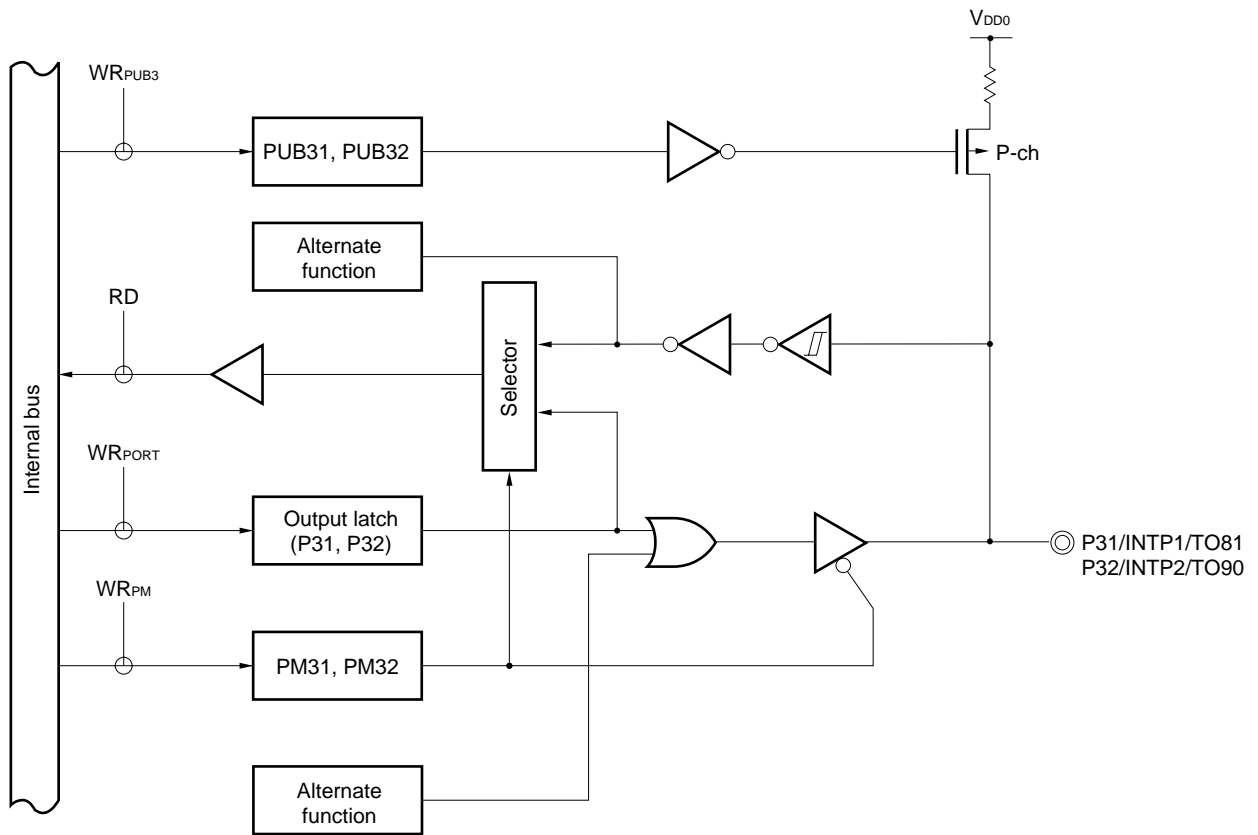 VDD0
WRPUB3
PUB31, PUB32
P-ch
Alternate
function
RD
Selector
Internal bus
WRPORT
Output latch
(P31, P32)
P31/INTP1/TO81
P32/INTP2/TO90
WRPM
PM31, PM32
Alternate
function